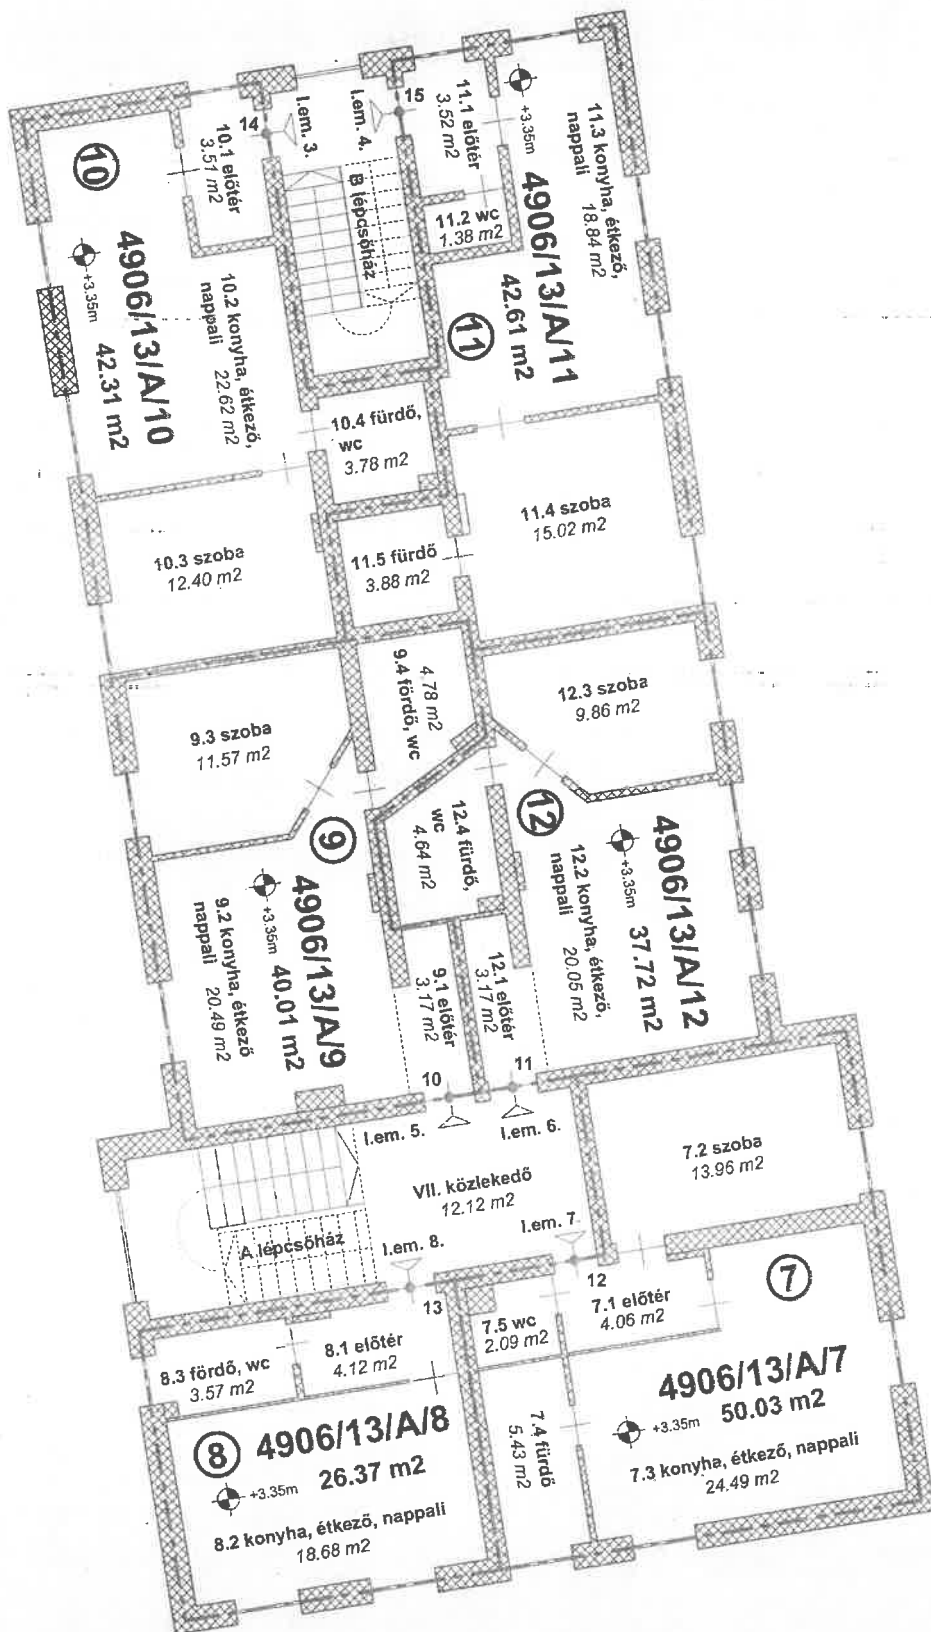 14
I.em. 3.
I.em. 4.
15
B lépcsőház
10
10.1 előtér
3.51 m2
4906/13/A/10
+3.35m
42.31 m2
10.2 konyha, étkező,
nappali
22.62 m2
10.4 fürdő,
wc
3.78 m2
10.3 szoba
12.40 m2
11.1 előtér
3.52 m2
11.2 wc
1.38 m2
11.3 konyha, étkező,
nappali
18.84 m2
+3.35m
4906/13/A/11
42.61 m2
11
11.4 szoba
15.02 m2
11.5 fürdő
3.88 m2
9.3 szoba
11.57 m2
9.4 fördő, wc
4.78 m2
12.3 szoba
9.86 m2
9
4906/13/A/9
+3.35m
40.01 m2
9.2 konyha, étkező
nappali
20.49 m2
9.1 előtér
3.17 m2
12.4 fürdő,
wc
4.64 m2
12
4906/13/A/12
+3.35m
37.72 m2
12.2 konyha, étkező,
nappali
20.05 m2
12.1 előtér
3.17 m2
10
11
I.em. 5.
I.em. 6.
VII. közlekedő
12.12 m2
A lépcsőház
I.em. 8.
I.em. 7.
13
12
7.2 szoba
13.96 m2
7
7.1 előtér
4.06 m2
7.5 wc
2.09 m2
8.3 fördő, wc
3.57 m2
8.1 előtér
4.12 m2
8
4906/13/A/8
+3.35m
26.37 m2
8.2 konyha, étkező, nappali
18.68 m2
7.4 fürdő
5.43 m2
4906/13/A/7
+3.35m
50.03 m2
7.3 konyha, étkező, nappali
24.49 m2